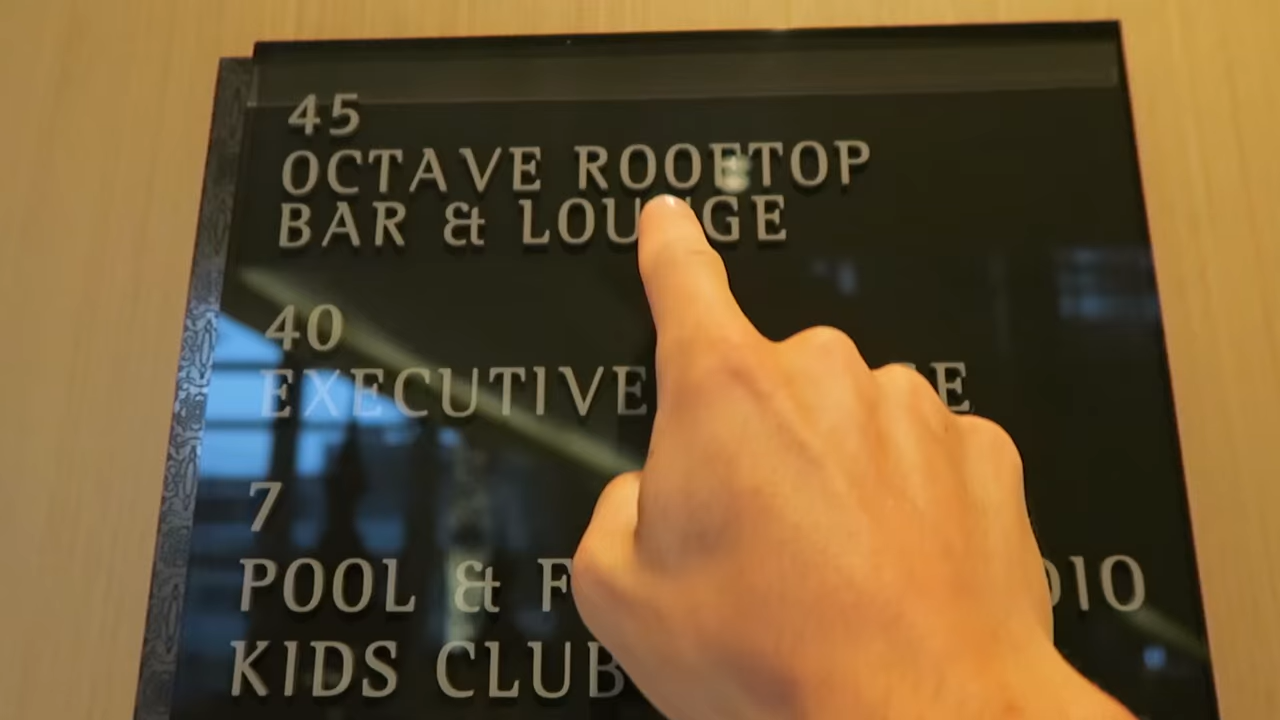 45
OCTAVE ROOFTOP
BAR & LOUNGE
40
EXECUTIVE
7
POOL & 
KIDS CLUB